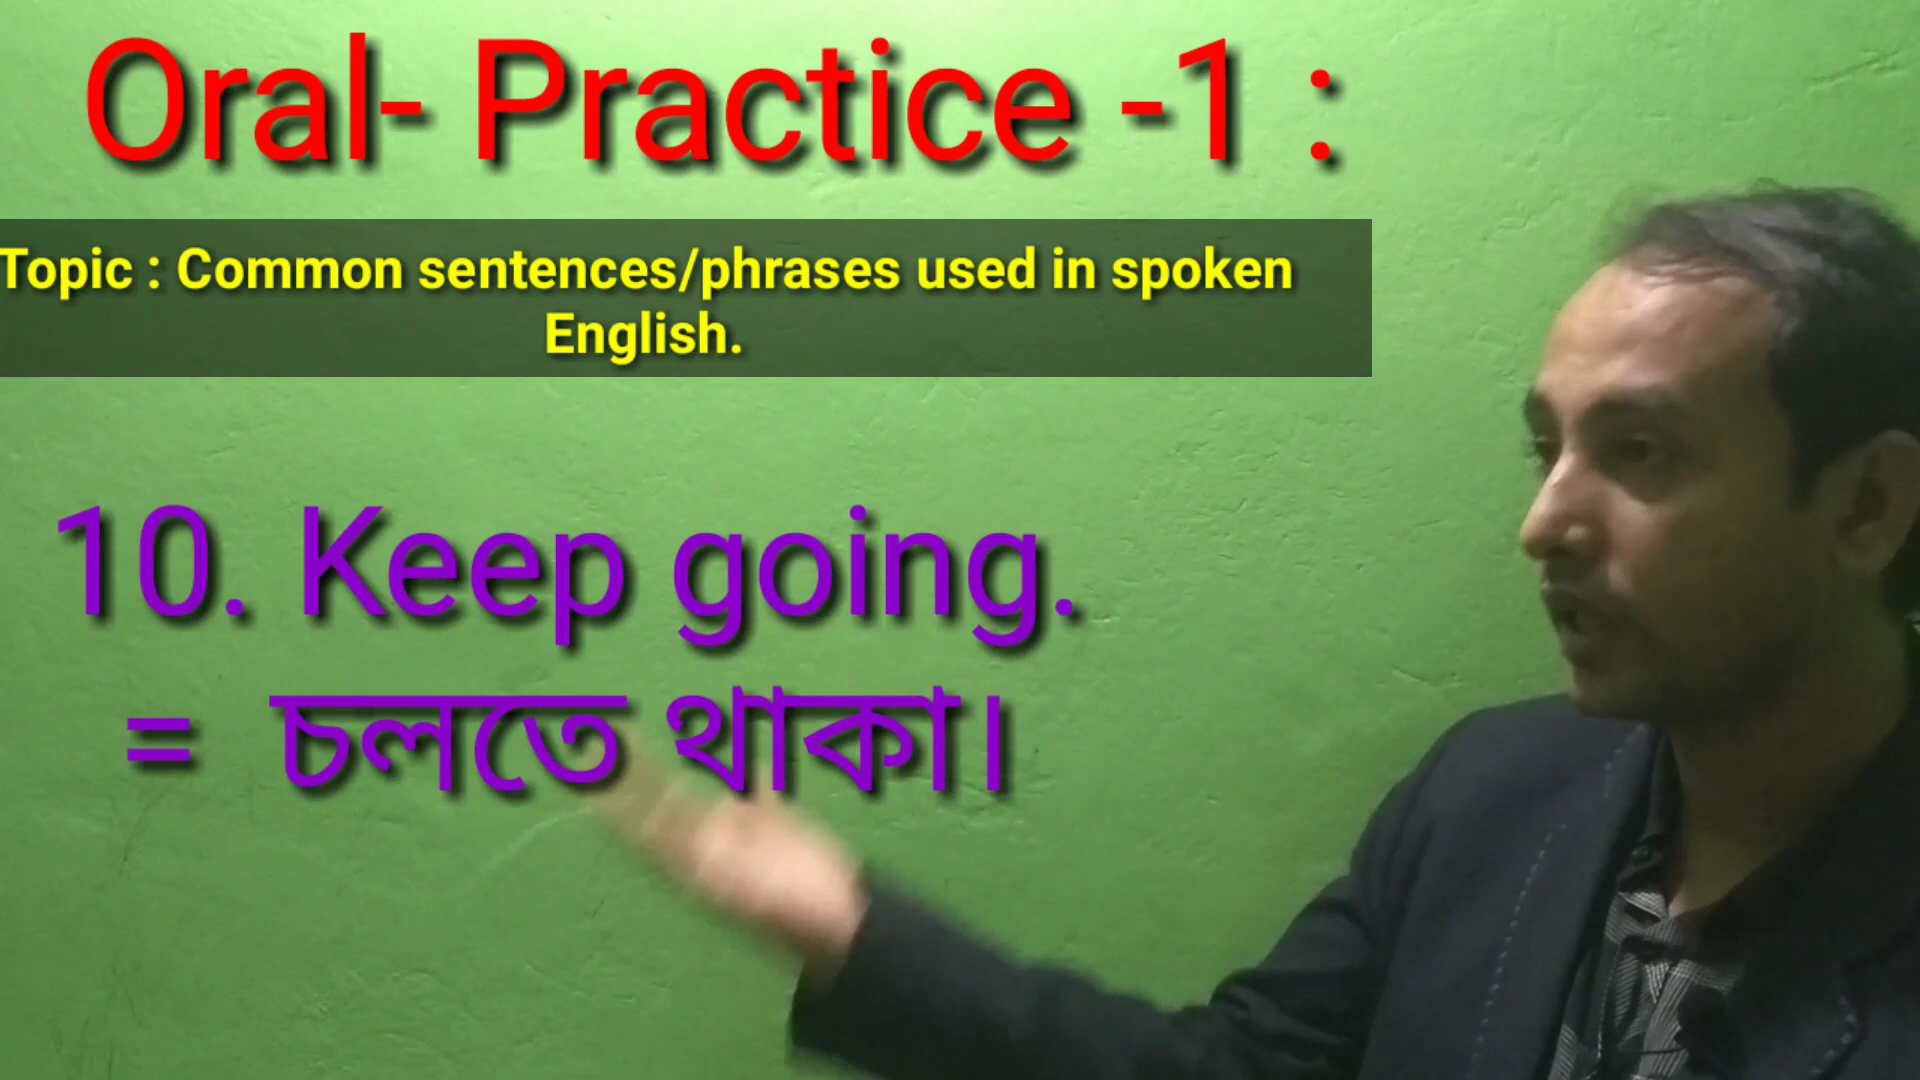 Oral- Practice -1 :
Topic : Common sentences/phrases used in spoken
English.
10. Keep going.
= চলতে থাকা।